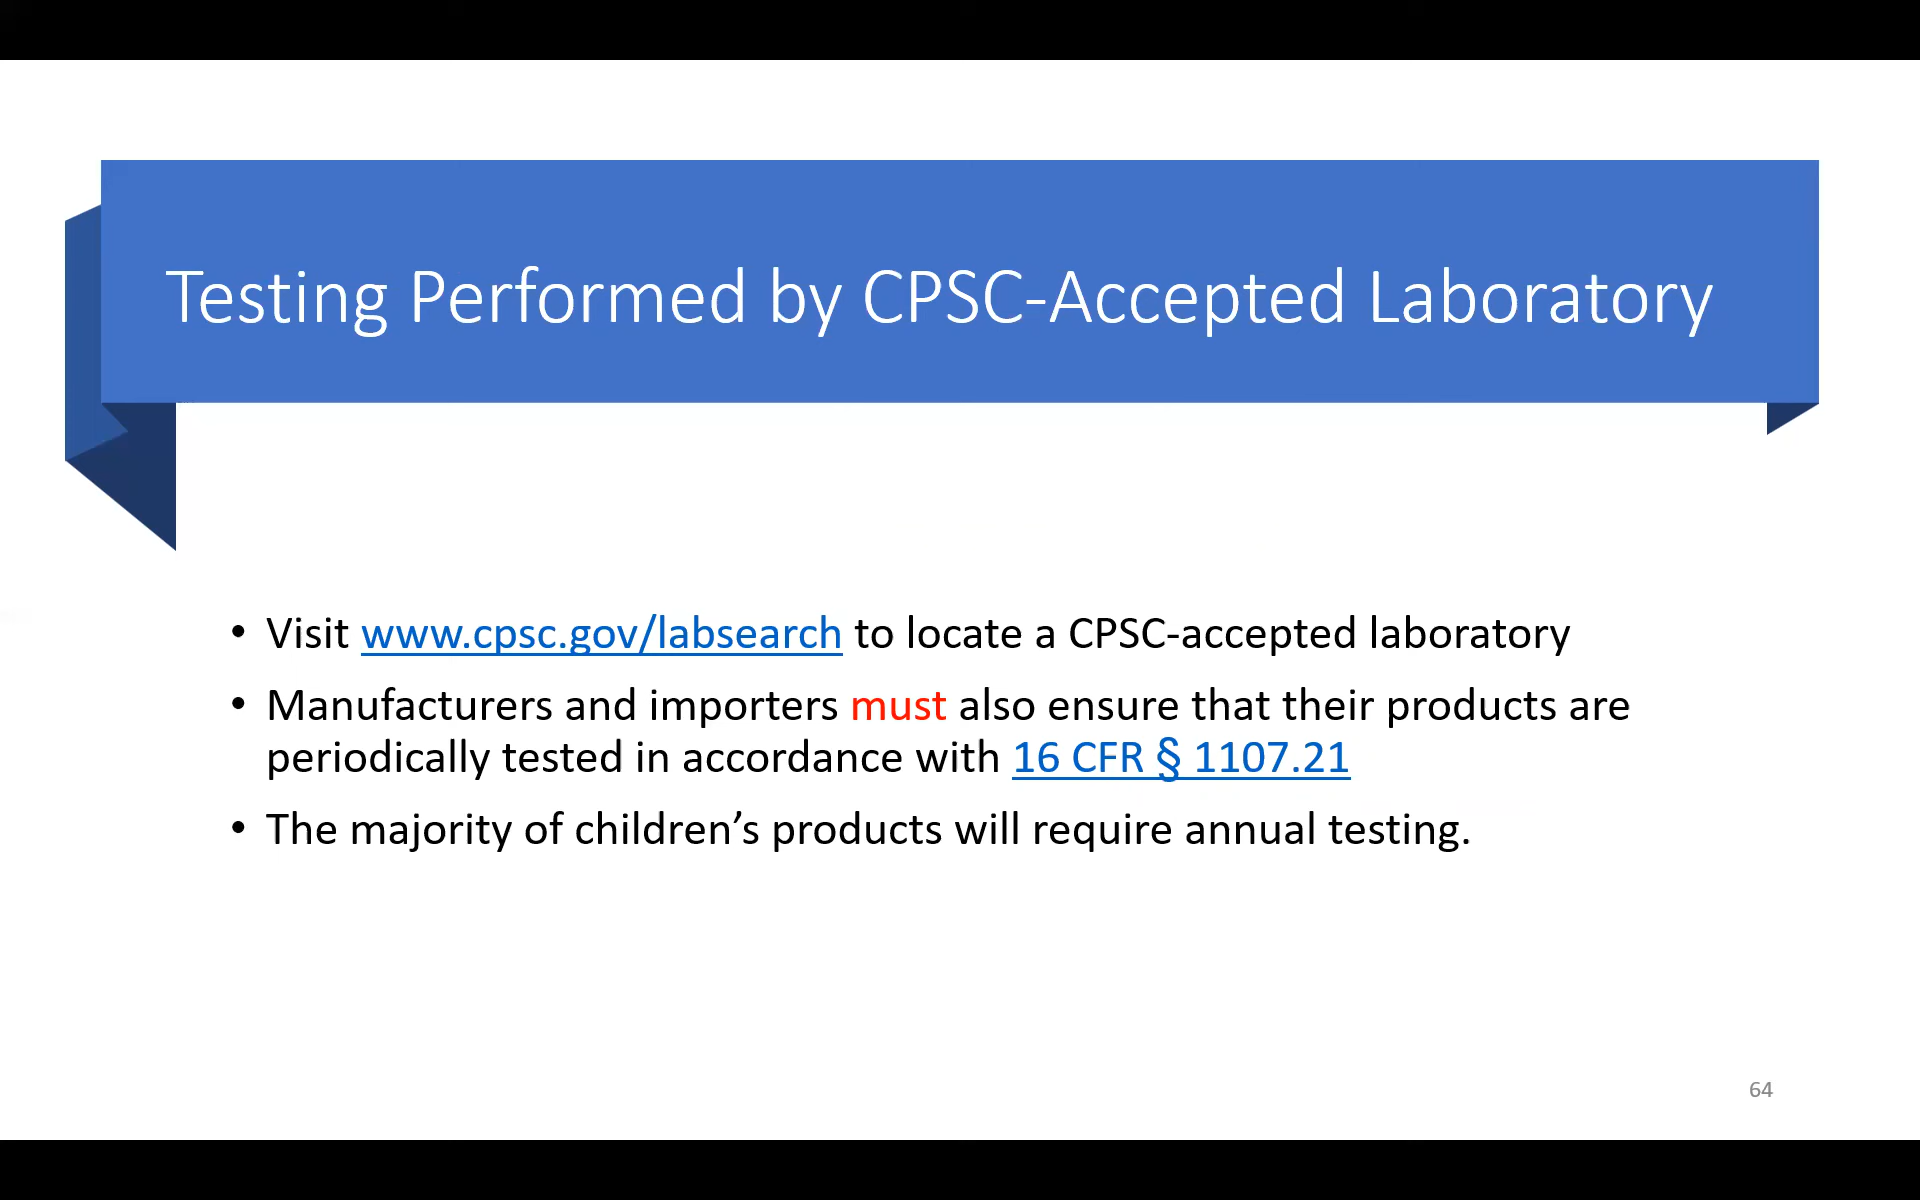 Testing Performed by CPSC-Accepted Laboratory
• Visit www.cpsc.gov/labsearch to locate a CPSC-accepted laboratory
• Manufacturers and importers must also ensure that their products are
periodically tested in accordance with 16 CFR § 1107.21
• The majority of children’s products will require annual testing.
64